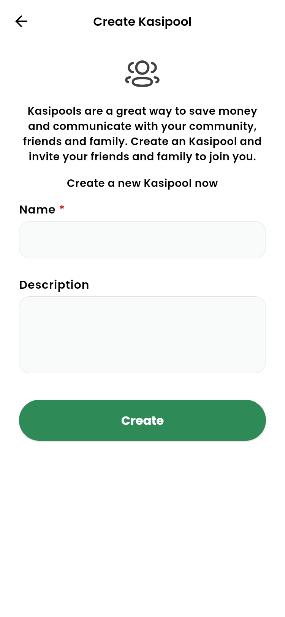 Create Kasipool
Kasipools are a great way to save money
and communicate with your community,
friends and family. Create an Kasipool and
invite your friends and family to join you.
Create a new Kasipool now
Name *
Description
Create